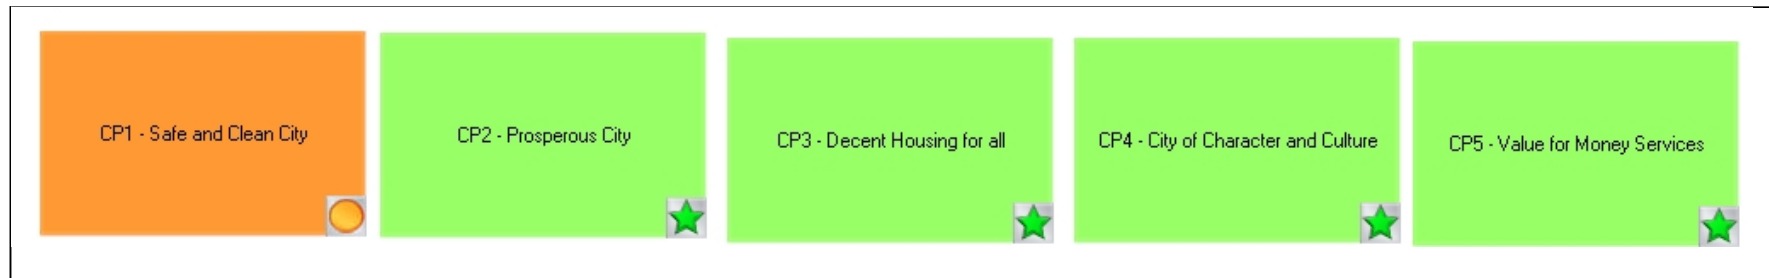 CP1 - Safe and Clean City
CP2 - Prosperous City
CP3 - Decent Housing for all
CP4 - City of Character and Culture
CP5 - Value for Money Services